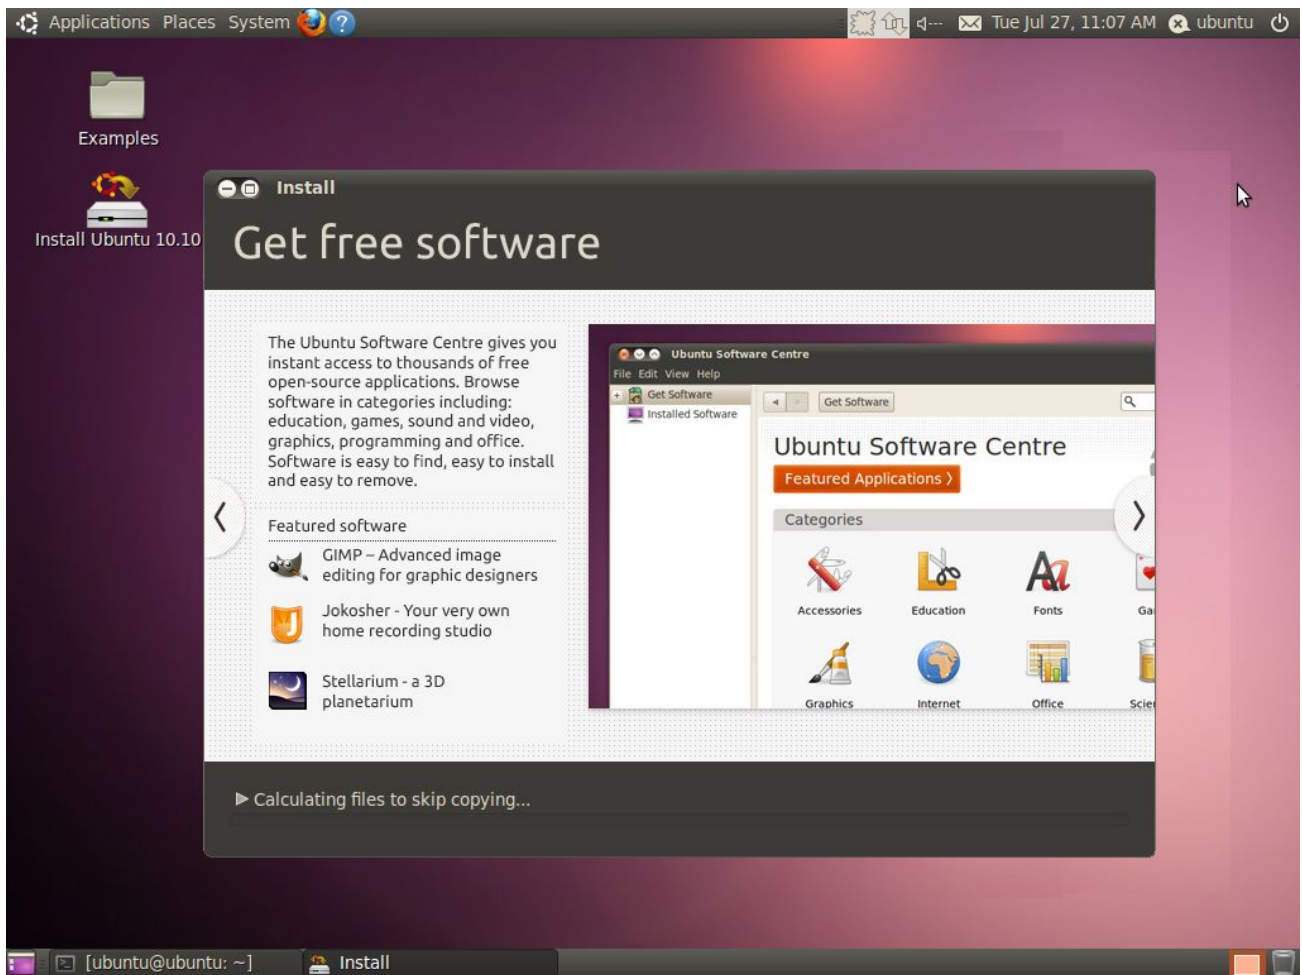 Applications Places System
Tue Jul 27, 11:07 AM ubuntu
Examples
Install Ubuntu 10.10
Install
Get free software
The Ubuntu Software Centre gives you
instant access to thousands of free
open-source applications. Browse
software in categories including:
education, games, sound and video,
graphics, programming and office.
Software is easy to find, easy to install
and easy to remove.
Featured software
GIMP – Advanced image
editing for graphic designers
Jokosher - Your very own
home recording studio
Stellarium - a 3D
planetarium
Ubuntu Software Centre
File Edit View Help
Get Software
Installed Software
Get Software
Ubuntu Software Centre
Featured Applications
Categories
Accessories Education Fonts Ga
Graphics Internet Office Scie
Calculating files to skip copying...
[ubuntu@ubuntu: ~] Install